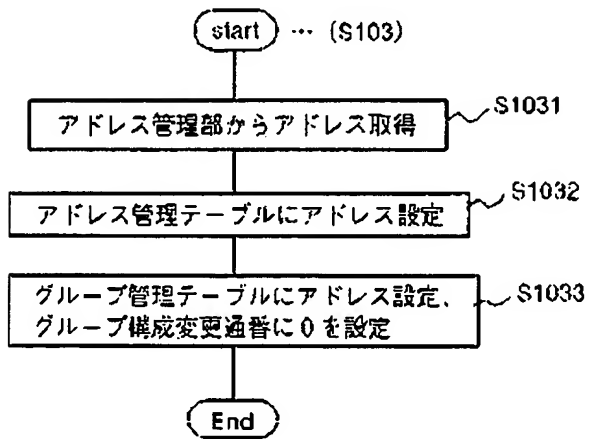 start … (S103)
アドレス管理部からアドレス取得
S1031
アドレス管理テーブルにアドレス設定
S1032
グループ管理テーブルにアドレス設定、
グループ構成変更通番に0を設定
S1033
End